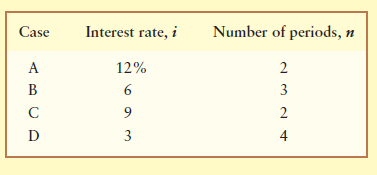 Case Interest rate, i Number of periods, n
A 12% 2
B 6 3
C 9 2
D 3 4